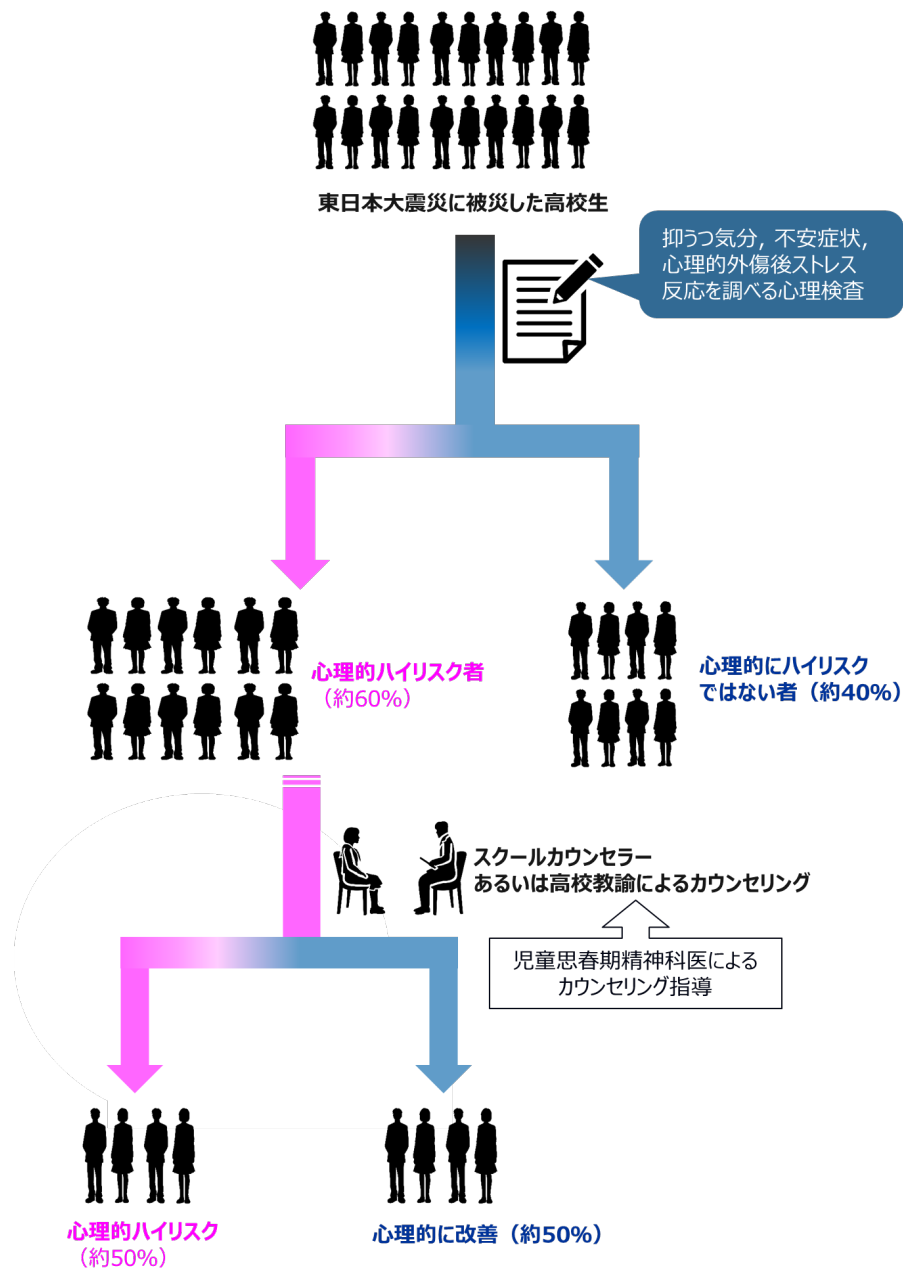 東日本大震災に被災した高校生
抑うつ気分, 不安症状,
心理的外傷後ストレス
反応を調べる心理検査
心理的ハイリスク者
（約60%）
心理的にハイリスク
ではない者（約40%）
スクールカウンセラー
あるいは高校教諭によるカウンセリング
児童思春期精神科医による
カウンセリング指導
心理的ハイリスク
（約50%）
心理的に改善（約50%）